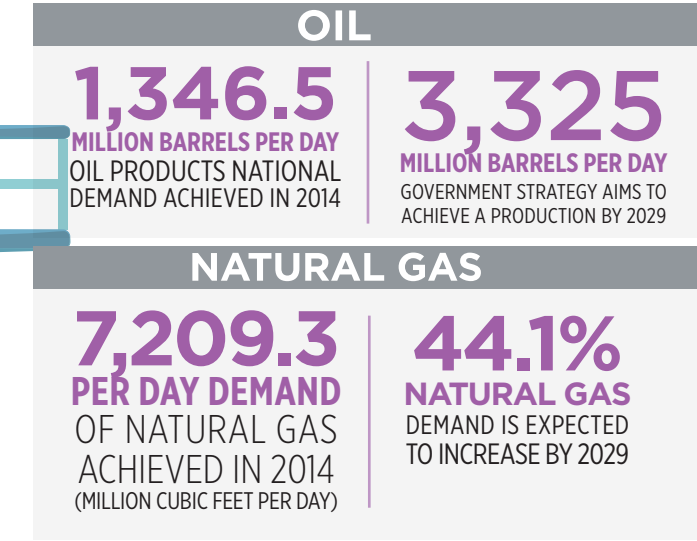 OIL
1,346.5
MILLION BARRELS PER DAY
OIL PRODUCTS NATIONAL
DEMAND ACHIEVED IN 2014
3,325
MILLION BARRELS PER DAY
GOVERNMENT STRATEGY AIMS TO
ACHIEVE A PRODUCTION BY 2029
NATURAL GAS
7,209.3
PER DAY DEMAND
OF NATURAL GAS
ACHIEVED IN 2014
(MILLION CUBIC FEET PER DAY)
44.1%
NATURAL GAS
DEMAND IS EXPECTED
TO INCREASE BY 2029